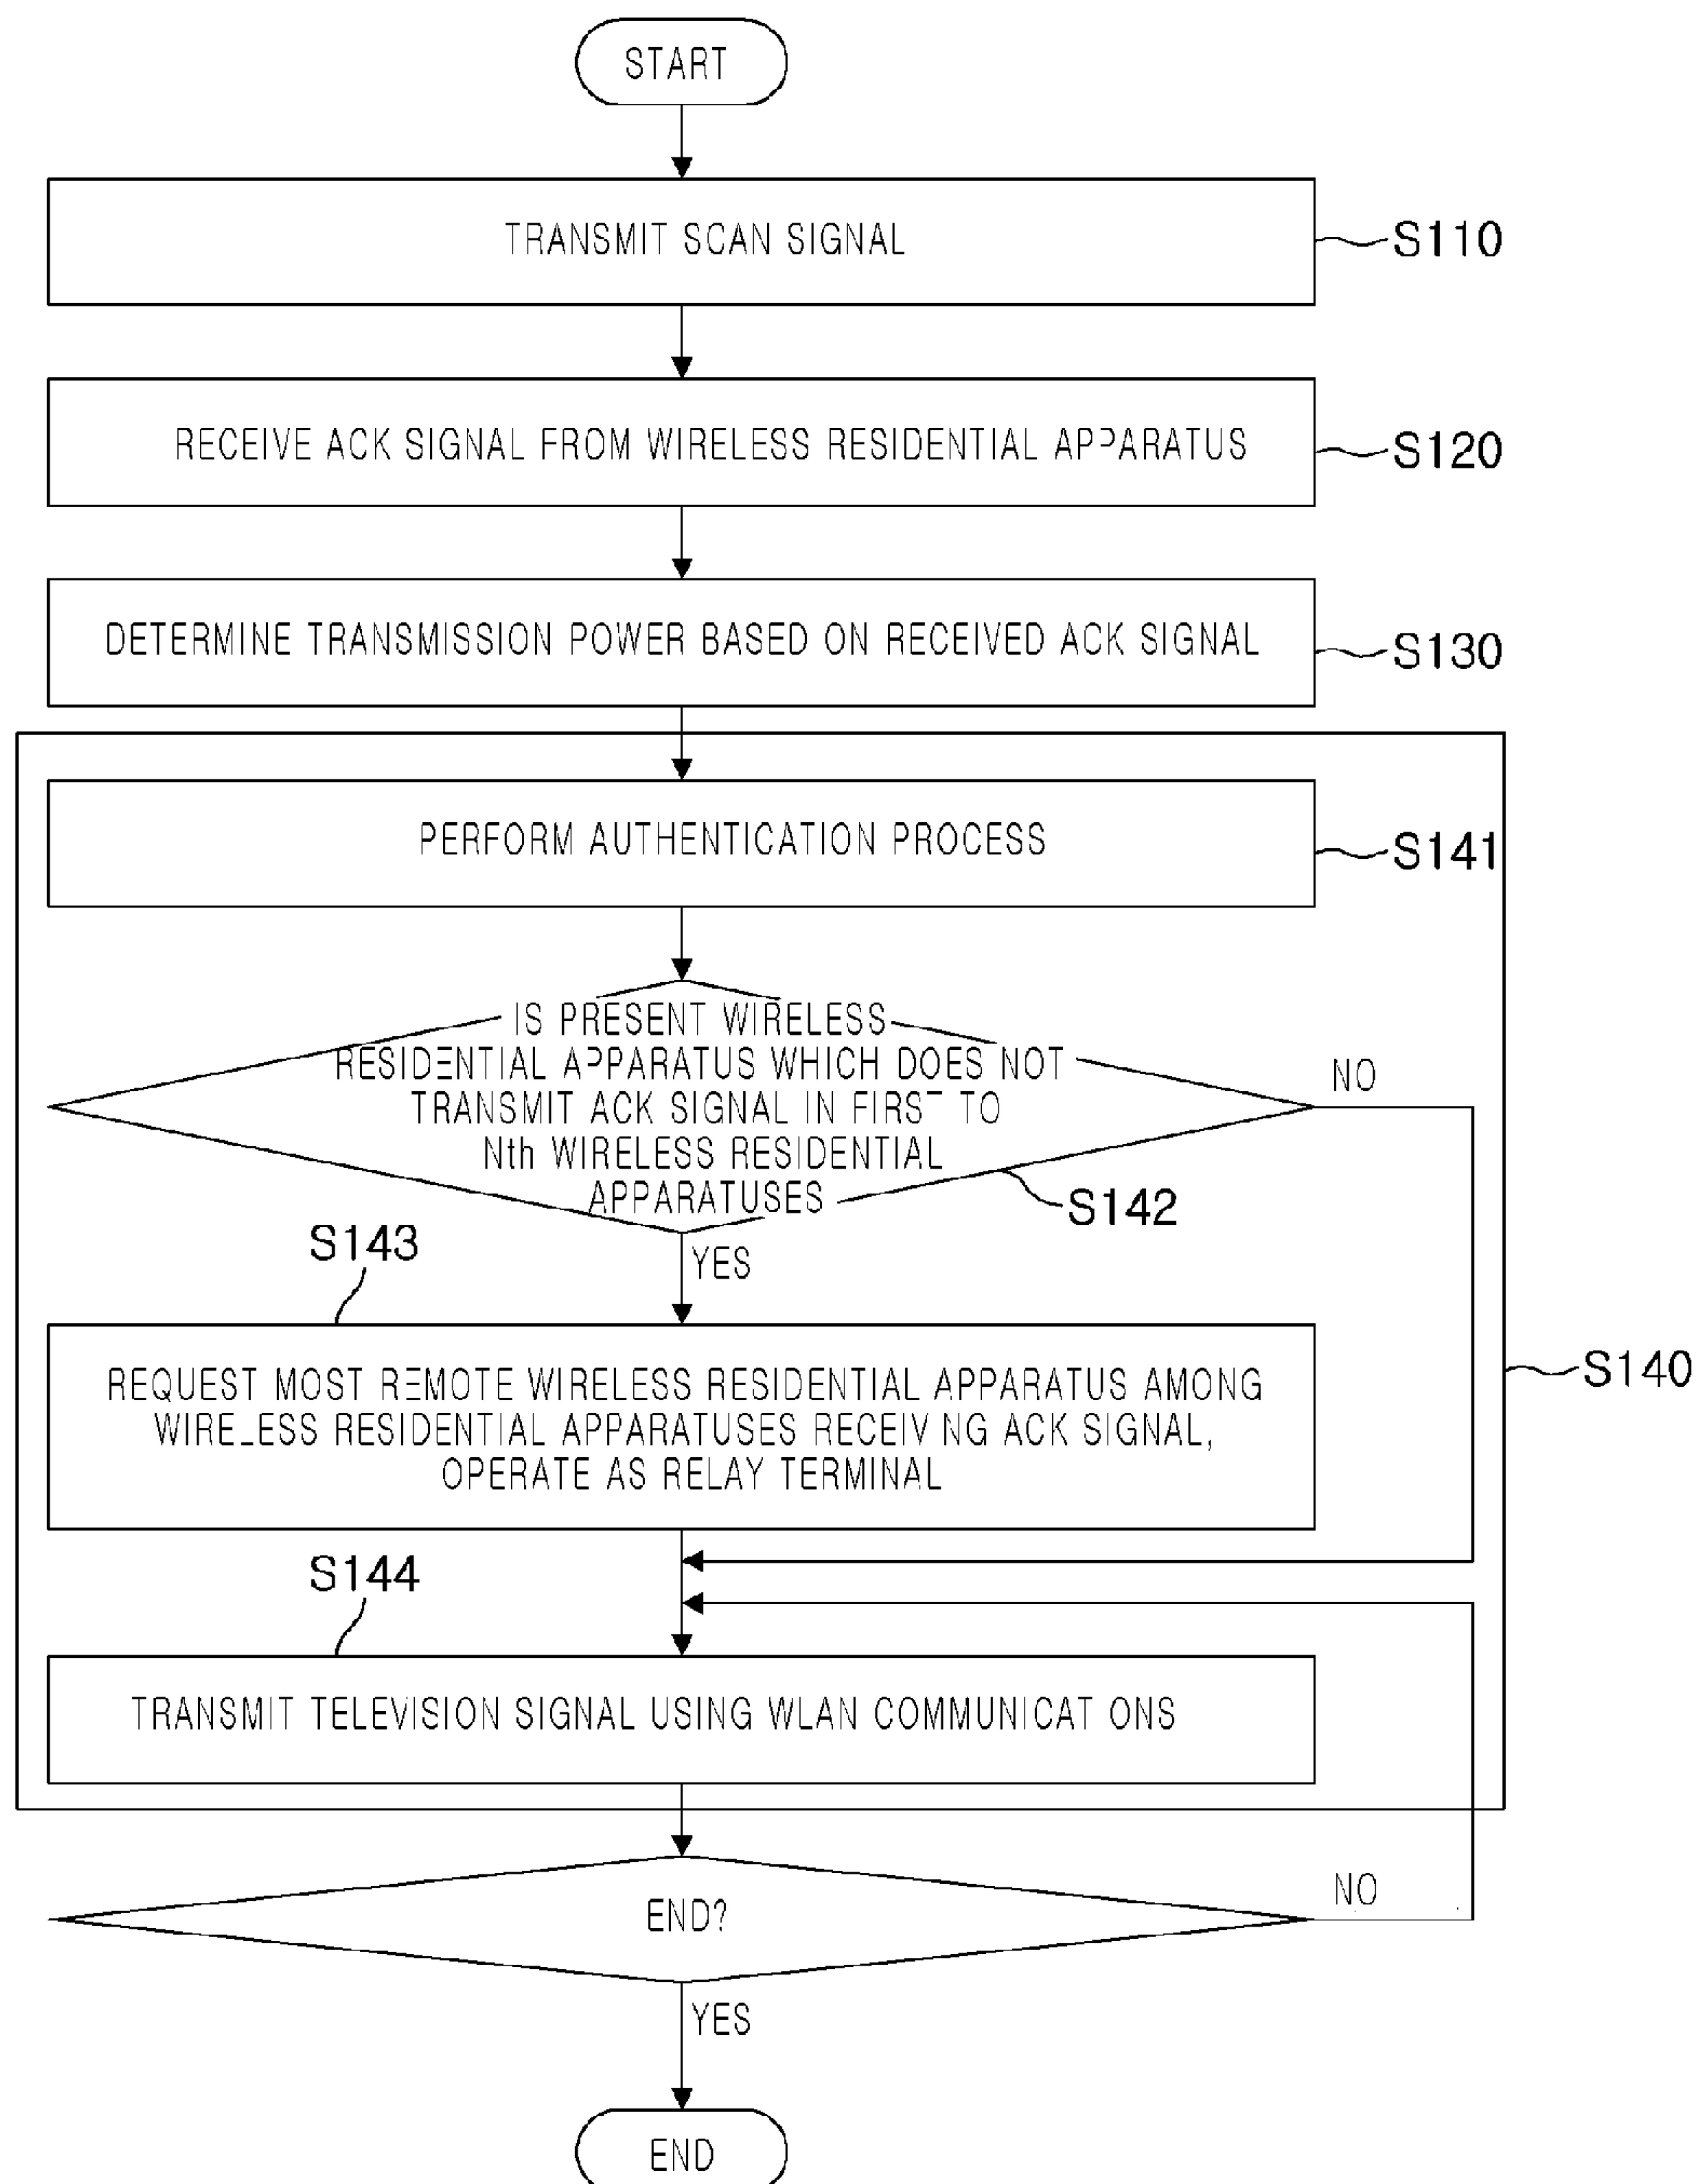 START
TRANSMIT SCAN SIGNAL
S110
RECEIVE ACK SIGNAL FROM WIRELESS RESIDENTIAL APPARATUS
S120
DETERMINE TRANSMISSION POWER BASED ON RECEIVED ACK SIGNAL
S130
PERFORM AUTHENTICATION PROCESS
S141
IS PRESENT WIRELESS
RESIDENTIAL APPARATUS WHICH DOES NOT
TRANSMIT ACK SIGNAL IN FIRST TO
Nth WIRELESS RESIDENTIAL
APPARATUSES
NO
S142
YES
S143
REQUEST MOST REMOTE WIRELESS RESIDENTIAL APPARATUS AMONG
WIRELESS RESIDENTIAL APPARATUSES RECEIVING ACK SIGNAL,
OPERATE AS RELAY TERMINAL
S140
S144
TRANSMIT TELEVISION SIGNAL USING WLAN COMMUNICATIONS
END?
NO
YES
END